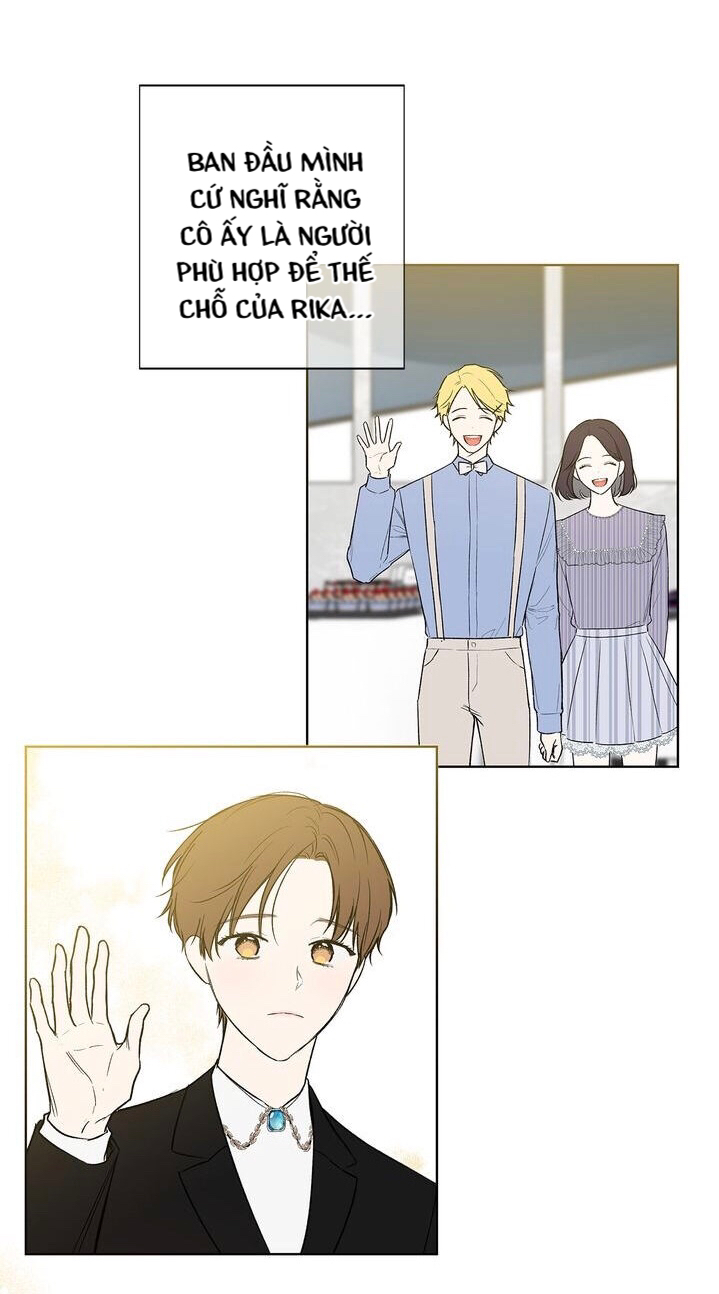 BAN ĐẦU MÌNH
CỨ NGHĨ RẰNG
CÔ ẤY LÀ NGƯỜI
PHÙ HỢP ĐỂ THẾ
CHỖ CỦA RIKA...